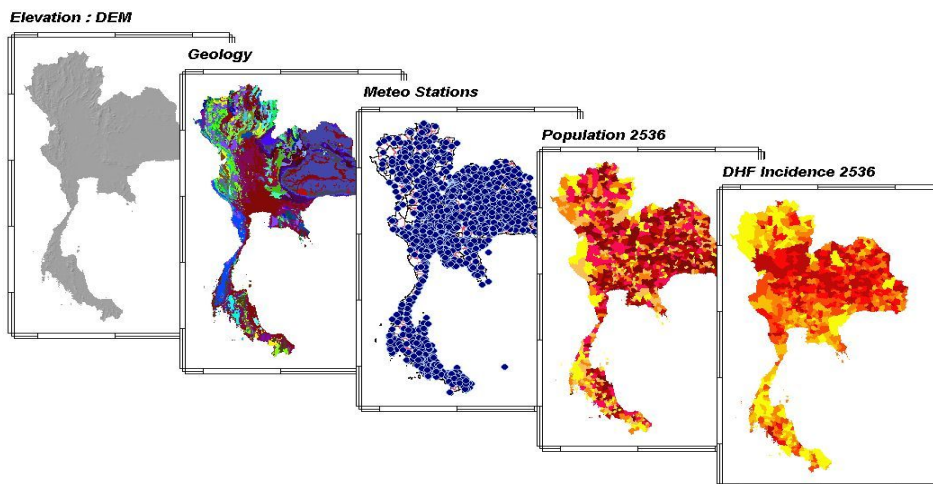 Elevation : DEM
Geology
Meteo Stations
Population 2536
DHF Incidence 2536